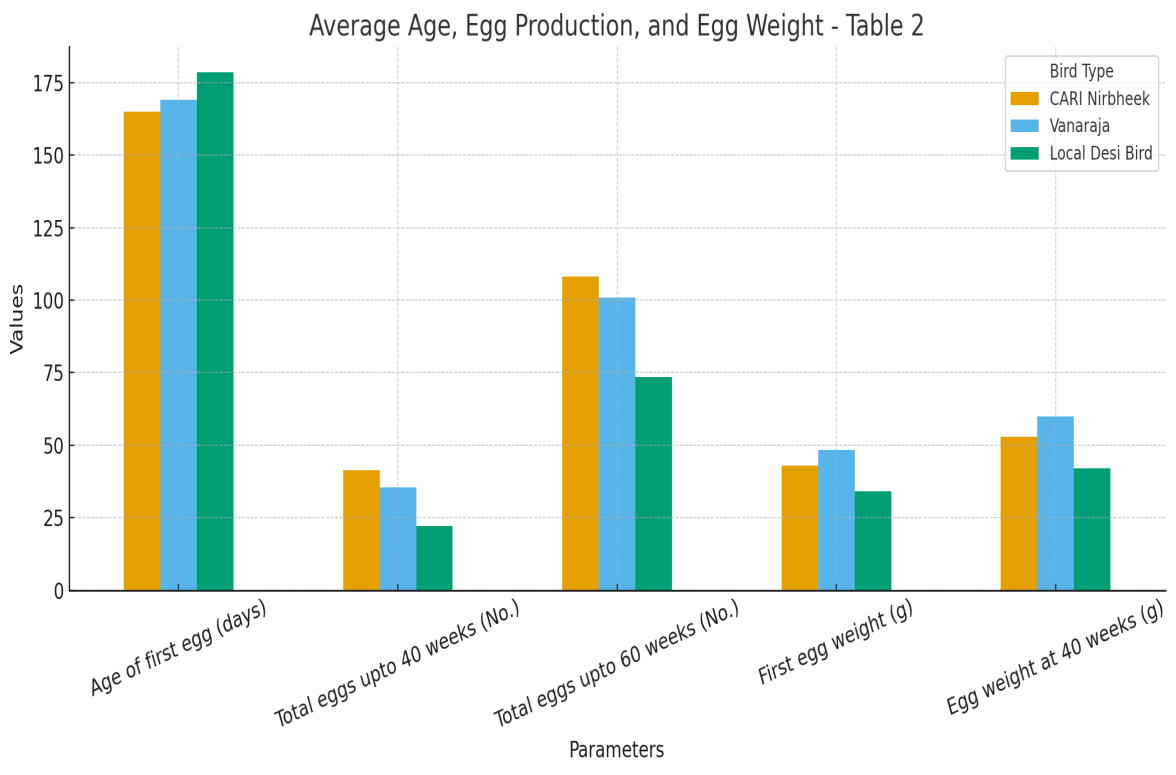 Average Age, Egg Production, and Egg Weight - Table 2
Bird Type
CARI Nirbheek
Vanaraja
Local Desi Bird
Values
175
150
125
100
75
50
25
0
Age of first egg (days)
Total eggs upto 40 weeks (No.)
Total eggs upto 60 weeks (No.)
First egg weight (g)
Egg weight at 40 weeks (g)
Parameters